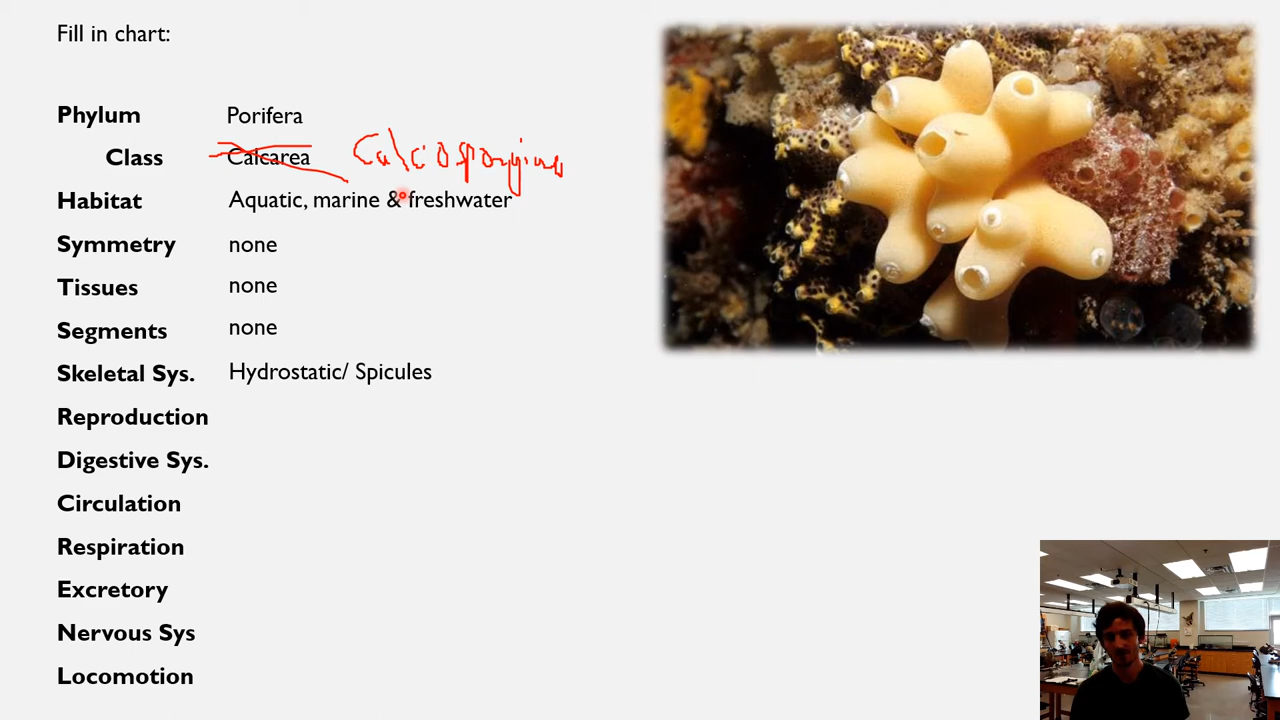 Fill in chart:
Phylum Porifera
Class Calcarea Calciospongiae
Habitat Aquatic, marine & freshwater
Symmetry none
Tissues none
Segments none
Skeletal Sys. Hydrostatic/ Spicules
Reproduction
Digestive Sys.
Circulation
Respiration
Excretory
Nervous Sys
Locomotion